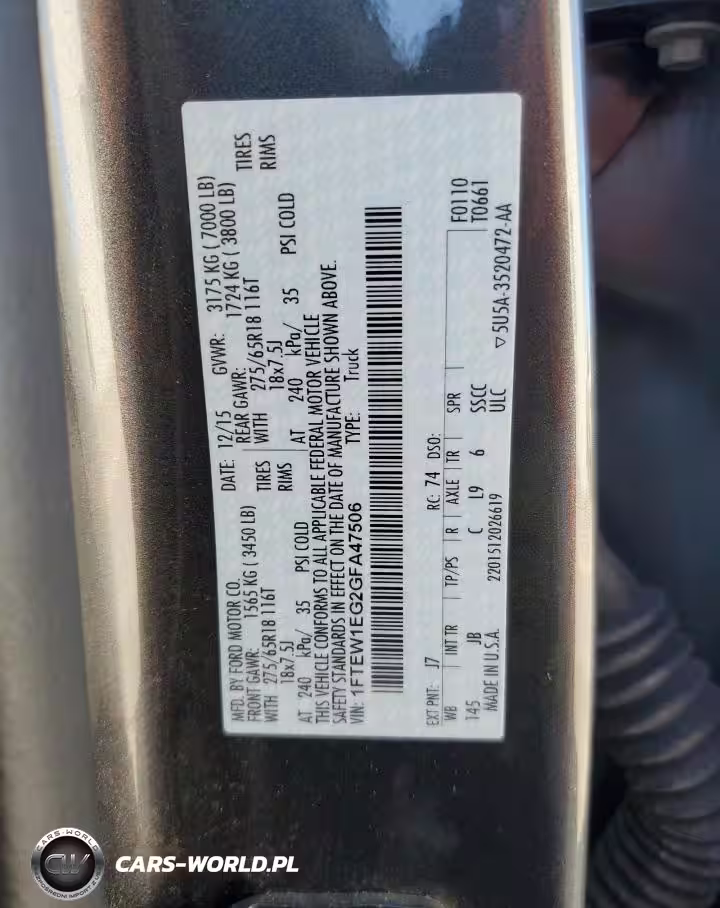 MFD. BY FORD MOTOR CO.
DATE: 12/15 GVWR: 3175 KG ( 7000 LB)
FRONT GAWR: 1565 KG ( 3450 LB)
REAR GAWR: 1724 KG ( 3800 LB)
WITH 275/65R18 116T TIRES
WITH 275/65R18 116T TIRES
18x7.5J RIMS
18x7.5J RIMS
AT 240 kPa/ 35 PSI COLD
AT 240 kPa/ 35 PSI COLD
THIS VEHICLE CONFORMS TO ALL APPLICABLE FEDERAL MOTOR VEHICLE
SAFETY STANDARDS IN EFFECT ON THE DATE OF MANUFACTURE SHOWN ABOVE.
VIN: 1FTEW1EG2GFA47506 TYPE: Truck
EXT PNT: J7 RC: 74 DSO: F0110
WB INT TR TP/PS R AXLE TR SPR T0661
145 JB C L9 6 SSCC
MADE IN U.S.A. 2201512026619 ULC ▽5U5A-3520472-AA
CARS-WORLD
CW
CARS-WORLD.PL